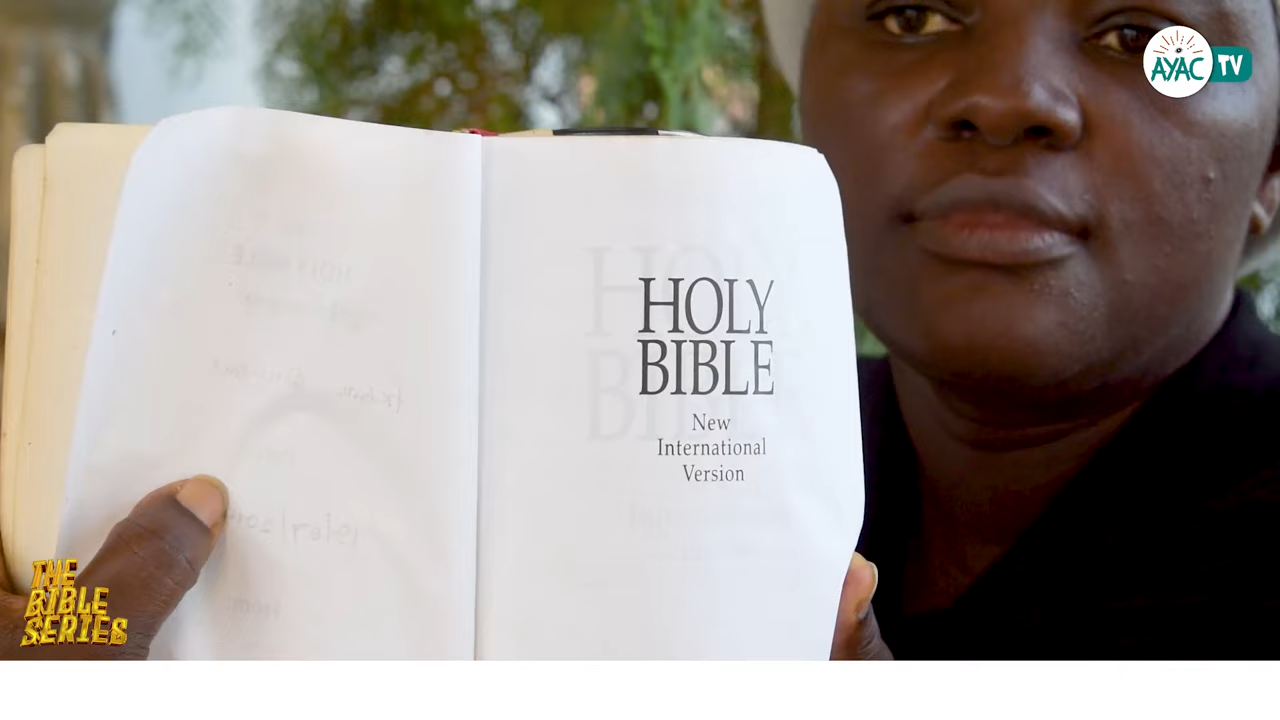 AYAC TV
HOLY
BIBLE
New
International
Version
THE
BIBLE
SERIES